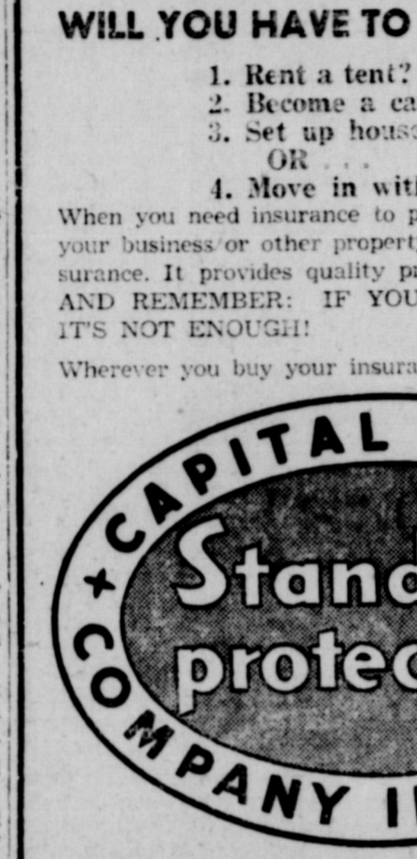 WILL YOU HAVE TO
1. Rent a tent?
2. Become a ca
3. Set up hous
OR . . .
4. Move in wit
When you need insurance to p
your business or other propert
surance. It provides quality p
AND REMEMBER: IF YOU
IT'S NOT ENOUGH!
Wherever you buy your insura
CAPITAL
Stand
protec
COMPANY I